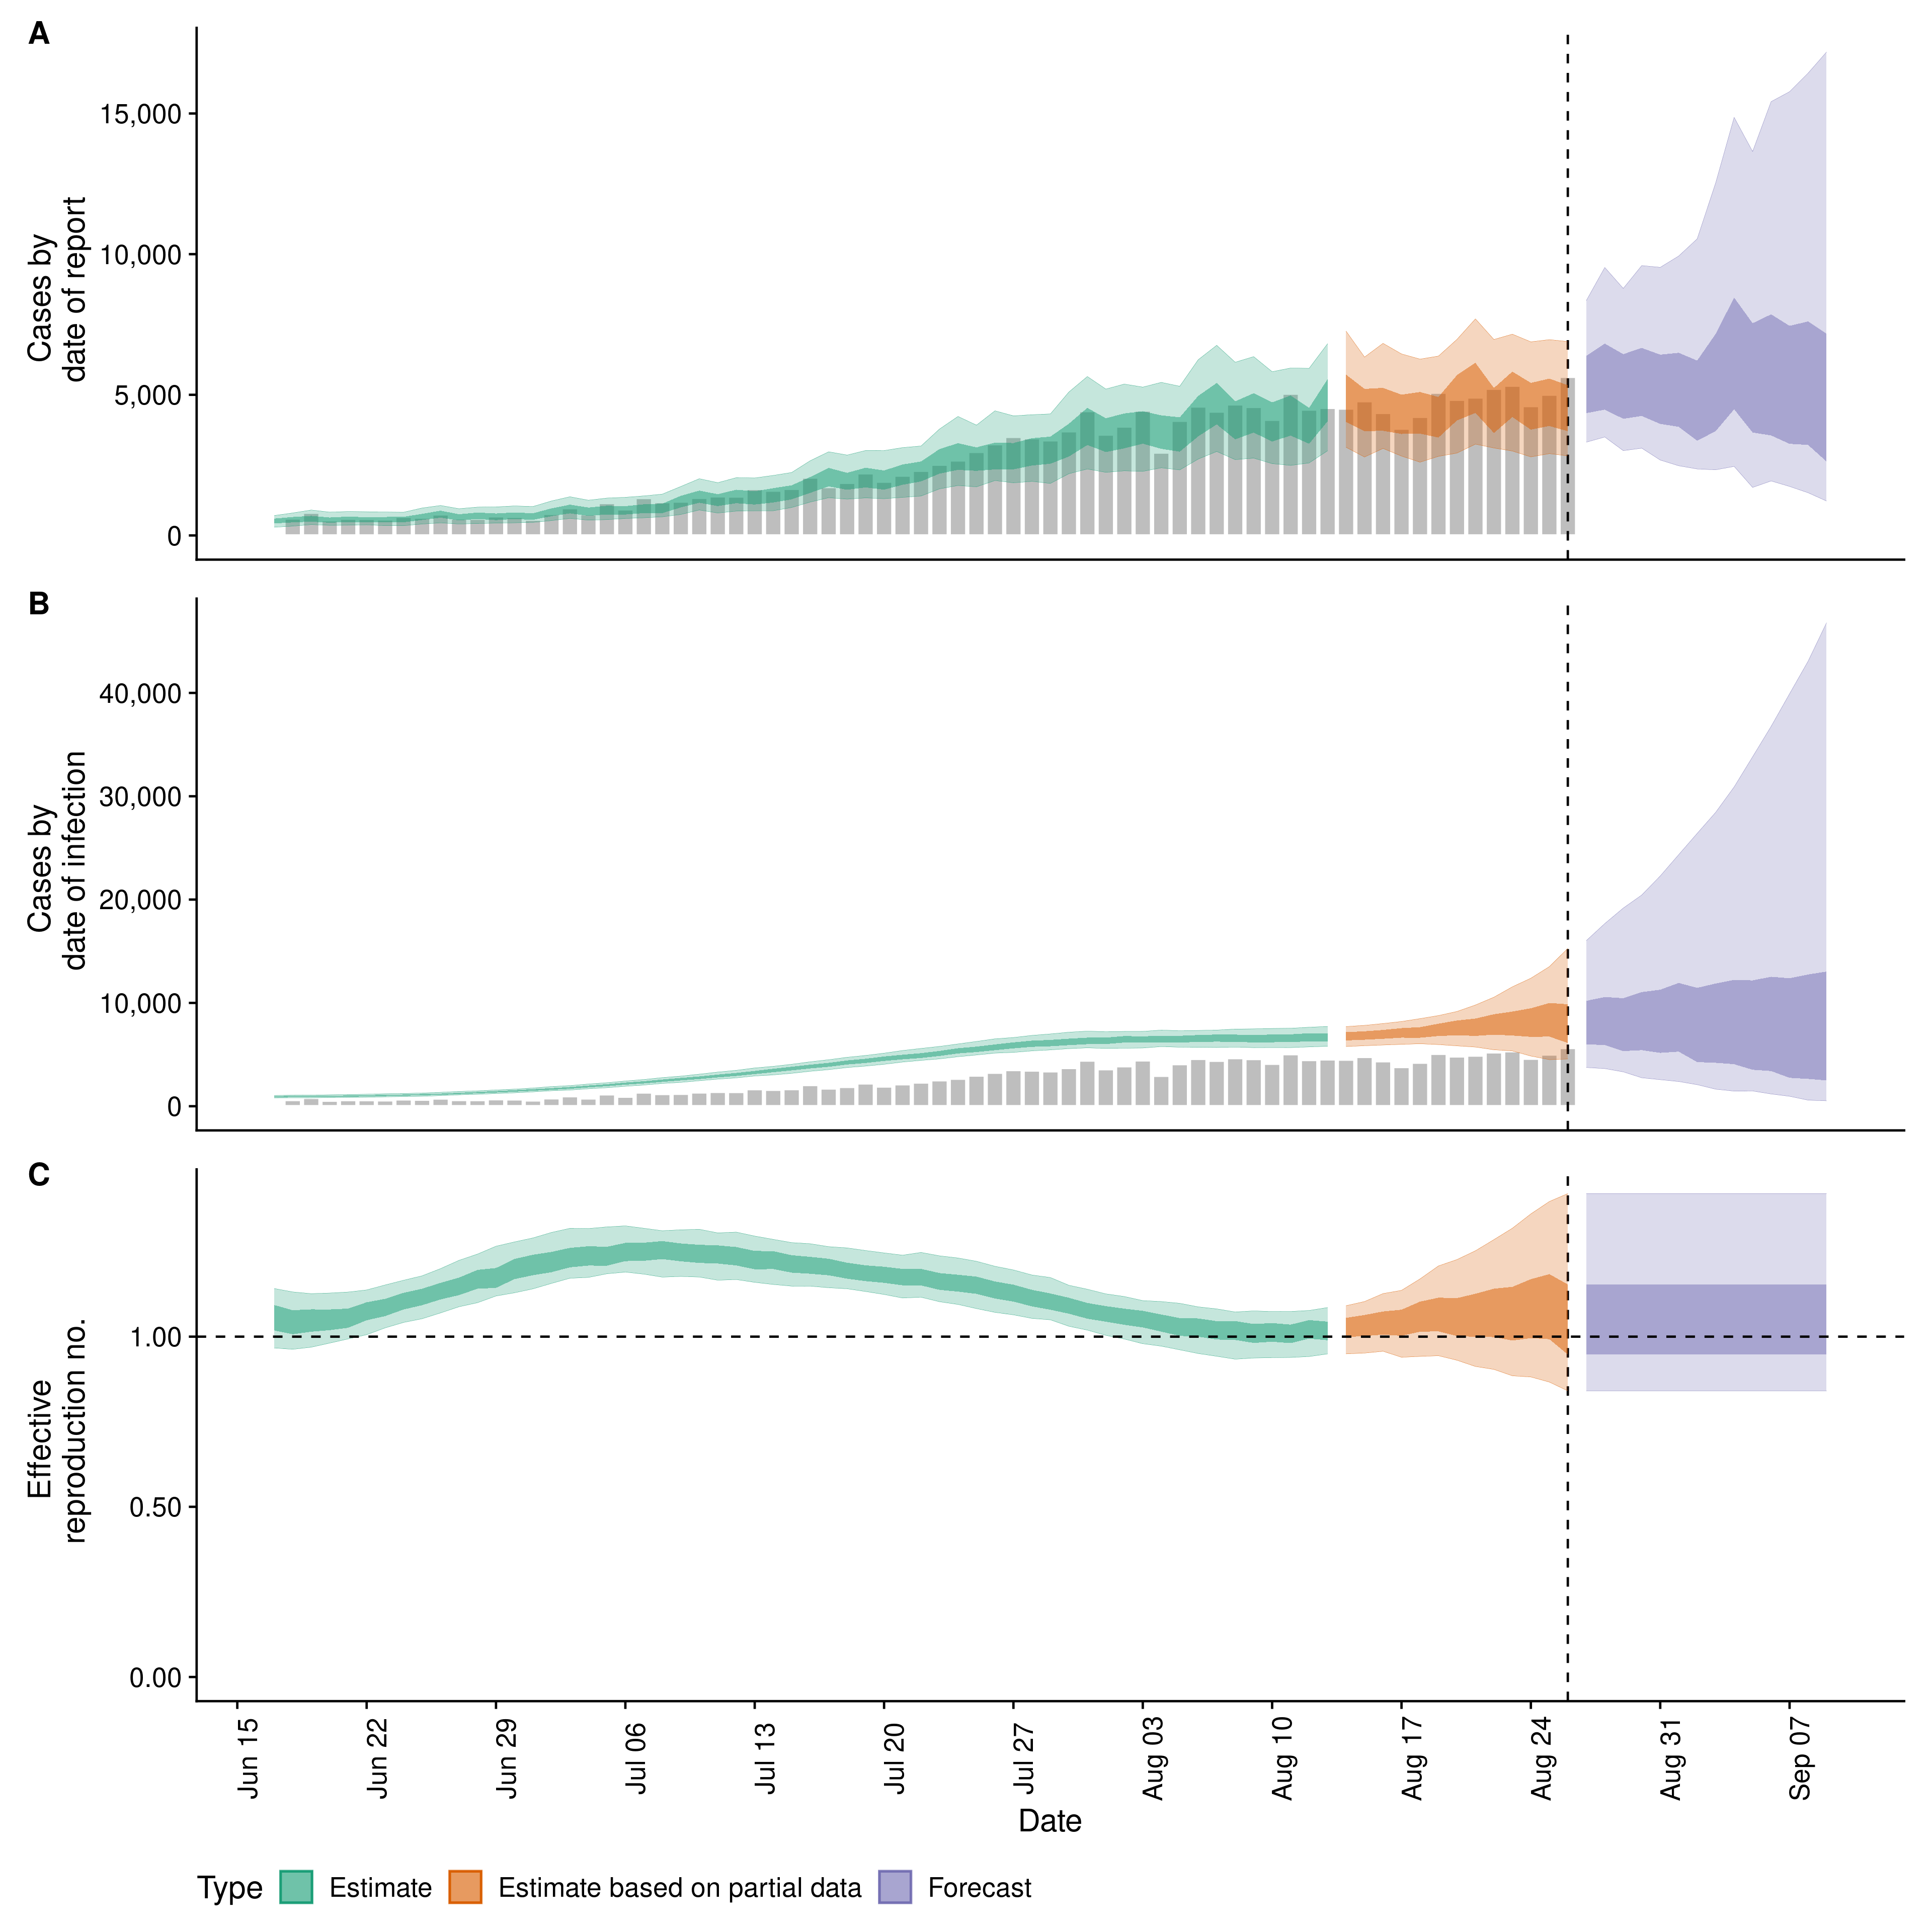 A
Cases by
date of report
15,000
10,000
5,000
0
B
Cases by
date of infection
40,000
30,000
20,000
10,000
0
C
Effective
reproduction no.
1.00
0.50
0.00
Jun 15
Jun 22
Jun 29
Jul 06
Jul 13
Jul 20
Jul 27
Aug 03
Aug 10
Aug 17
Aug 24
Aug 31
Sep 07
Date
Type Estimate Estimate based on partial data Forecast